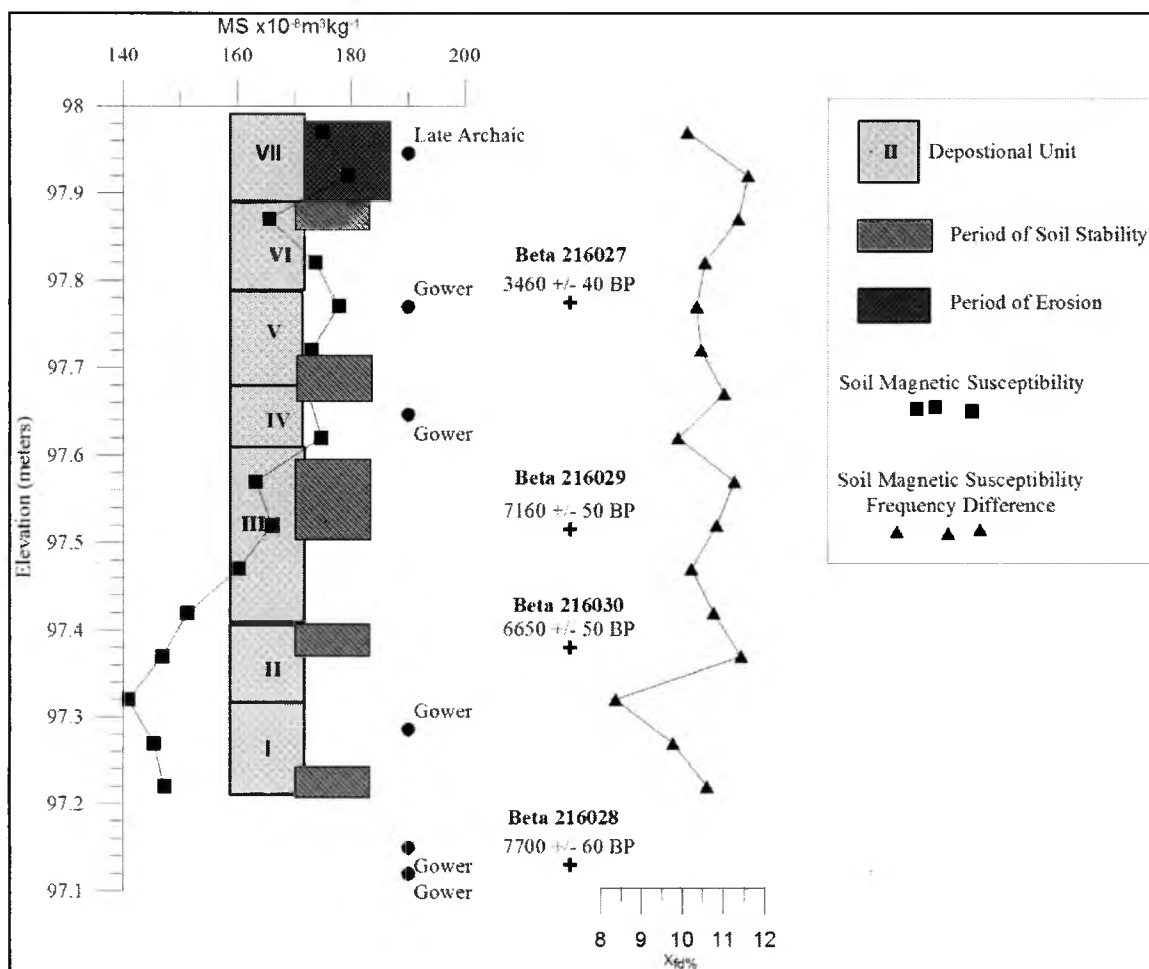 MS x10⁻⁸m³kg⁻¹
140 160 180 200
98
97.9
97.8
97.7
97.6
97.5
97.4
97.3
97.2
97.1
Elevation (meters)
VII
VI
V
IV
III
II
I
Late Archaic
Gower
Gower
Gower
Gower
Gower
Beta 216027
3460 +/- 40 BP
Beta 216029
7160 +/- 50 BP
Beta 216030
6650 +/- 50 BP
Beta 216028
7700 +/- 60 BP
8 9 10 11 12
X fd%
II Depostional Unit
Period of Soil Stability
Period of Erosion
Soil Magnetic Susceptibility
Soil Magnetic Susceptibility
Frequency Difference